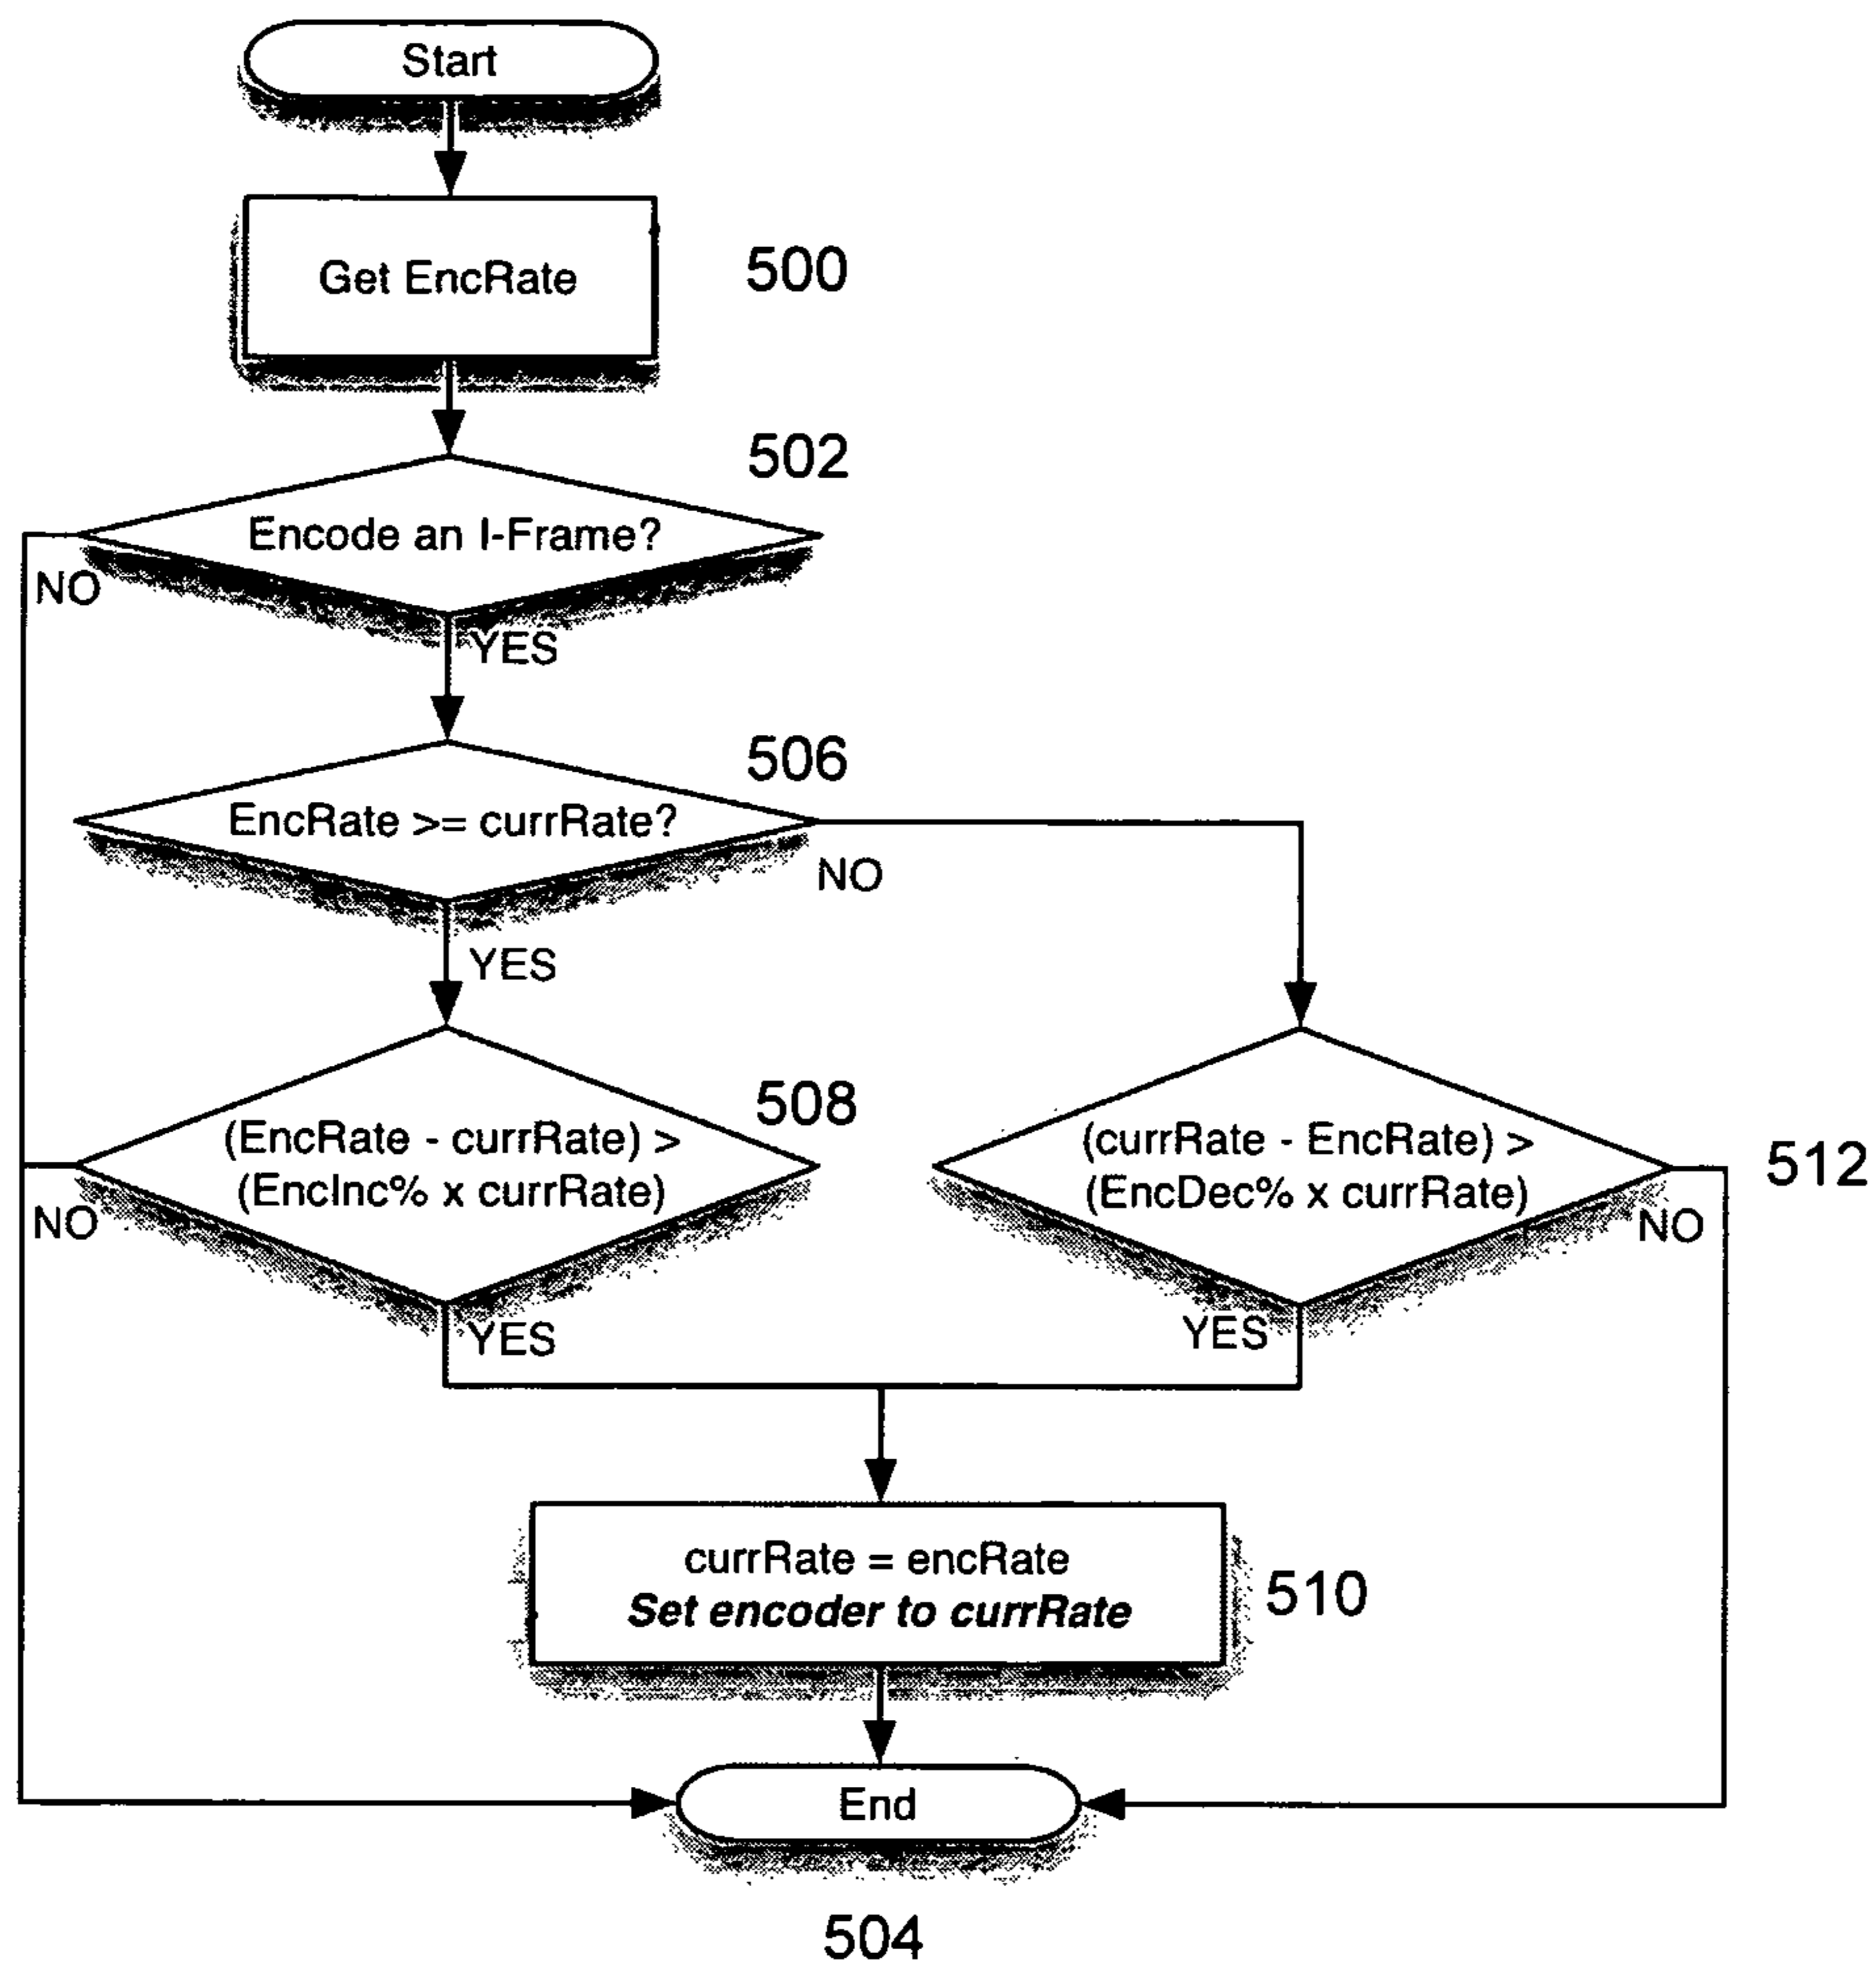 Start
Get EncRate
500
502
Encode an I-Frame?
NO
YES
506
EncRate >= currRate?
NO
YES
508
(EncRate - currRate) >
(EncInc% x currRate)
NO
YES
(currRate - EncRate) >
(EncDec% x currRate)
512
NO
YES
currRate = encRate
Set encoder to currRate
510
End
504